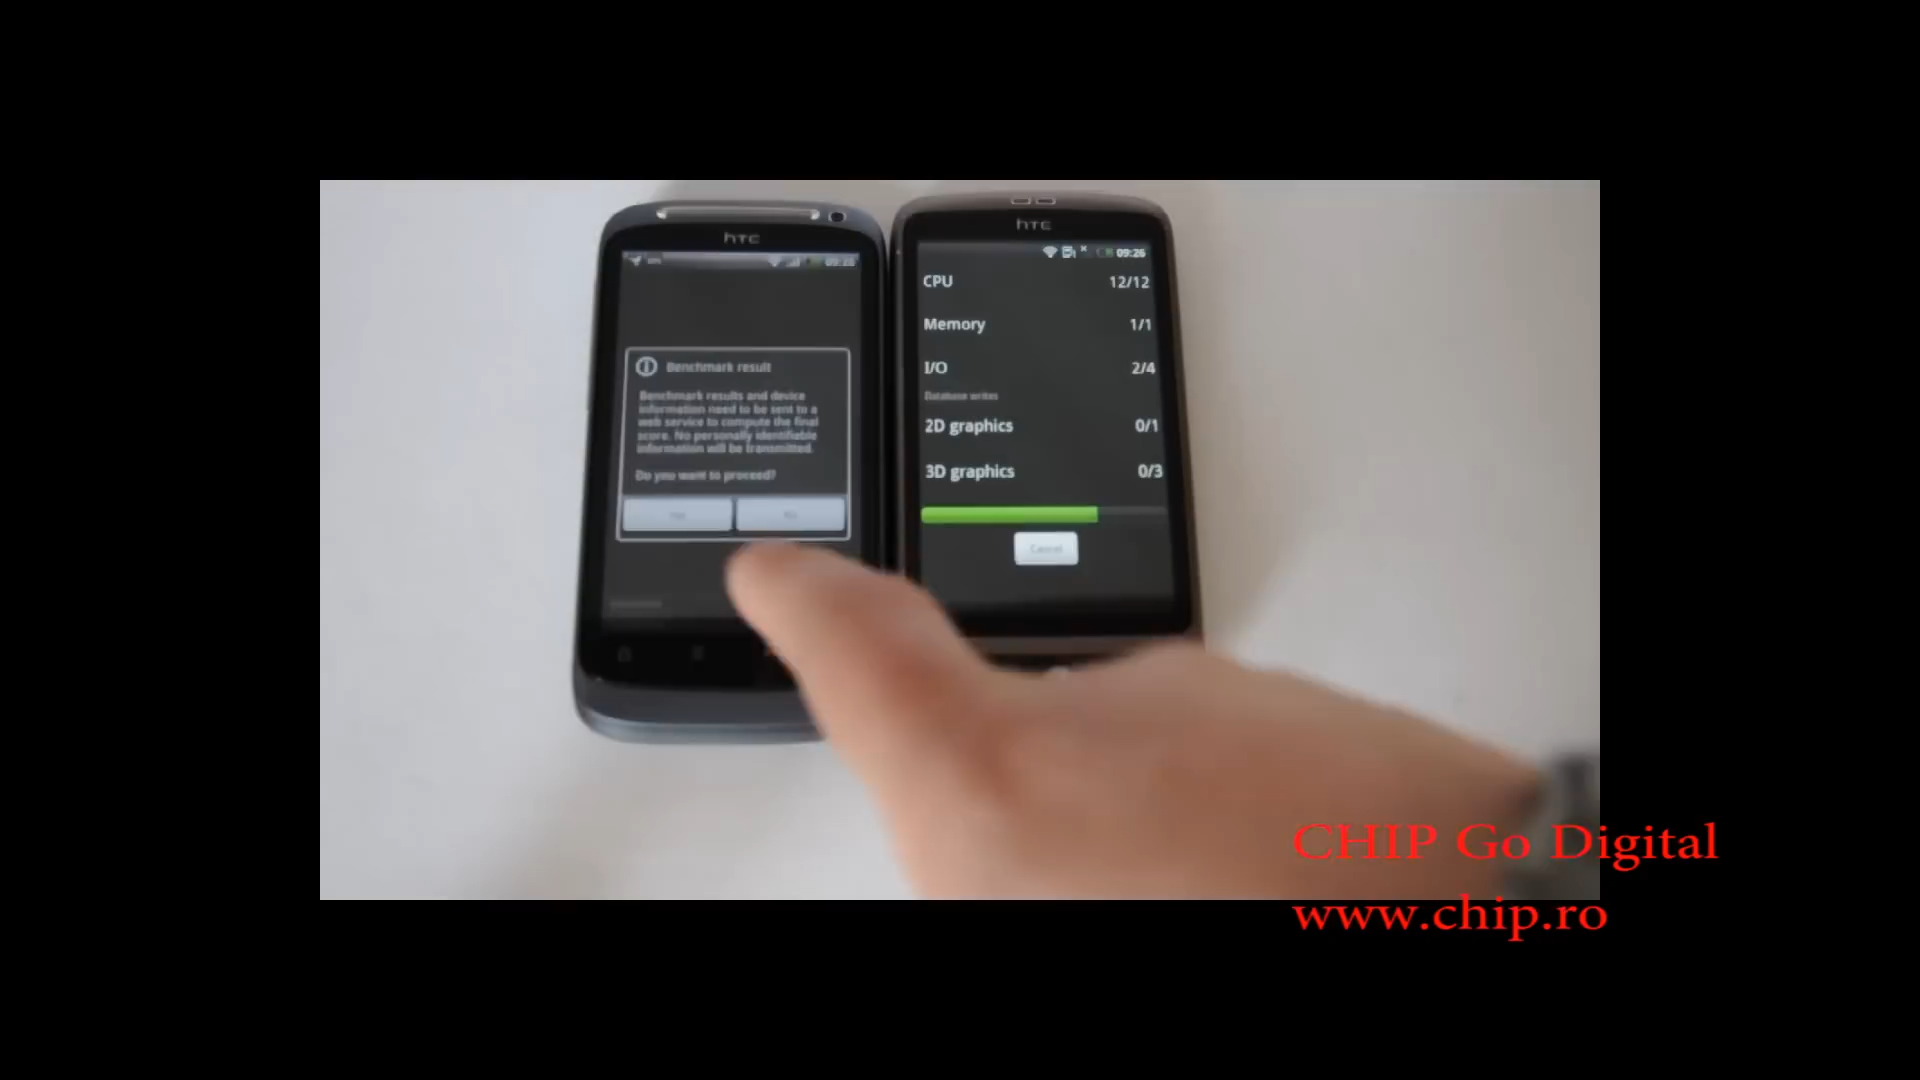 htc
Benchmark result
Benchmark results and device
information need to be sent to a
web service to compute the final
score. No personally identifiable
information will be transmitted.
Do you want to proceed?
Yes No
htc
09:26
CPU 12/12
Memory 1/1
I/O 2/4
Database writes
2D graphics 0/1
3D graphics 0/3
Cancel
CHIP Go Digital
www.chip.ro